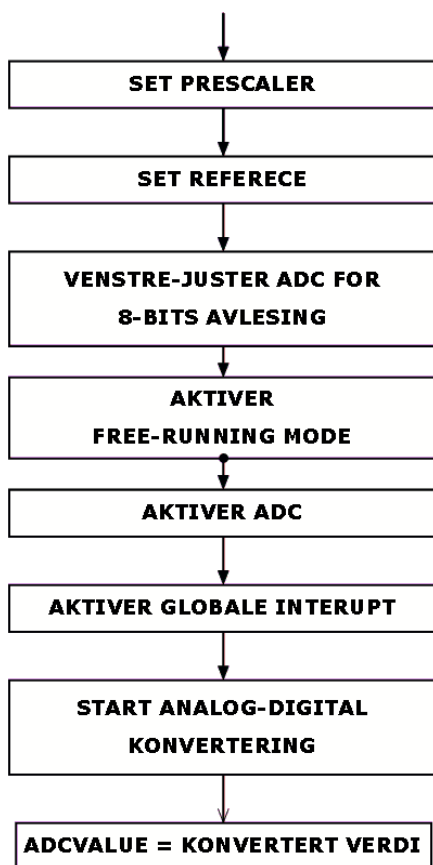 SET PRESCALER
SET REFERECE
VENSTRE-JUSTER ADC FOR
8-BITS AVLESING
AKTIVER
FREE-RUNNING MODE
AKTIVER ADC
AKTIVER GLOBALE INTERUPT
START ANALOG-DIGITAL
KONVERTERING
ADCVALUE = KONVERTERT VERDI